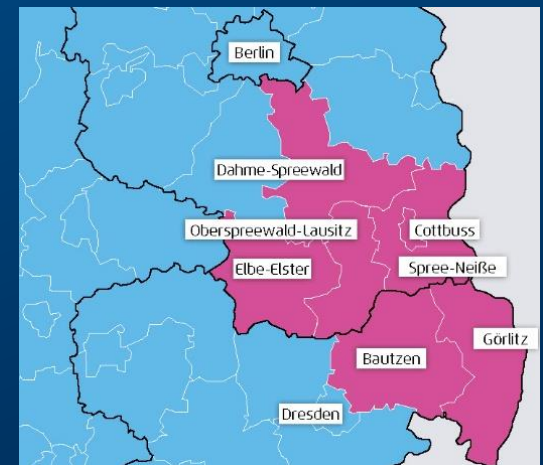 Berlin
Dahme-Spreewald
Oberspreewald-Lausitz
Cottbuss
Elbe-Elster
Spree-Neiße
Görlitz
Bautzen
Dresden